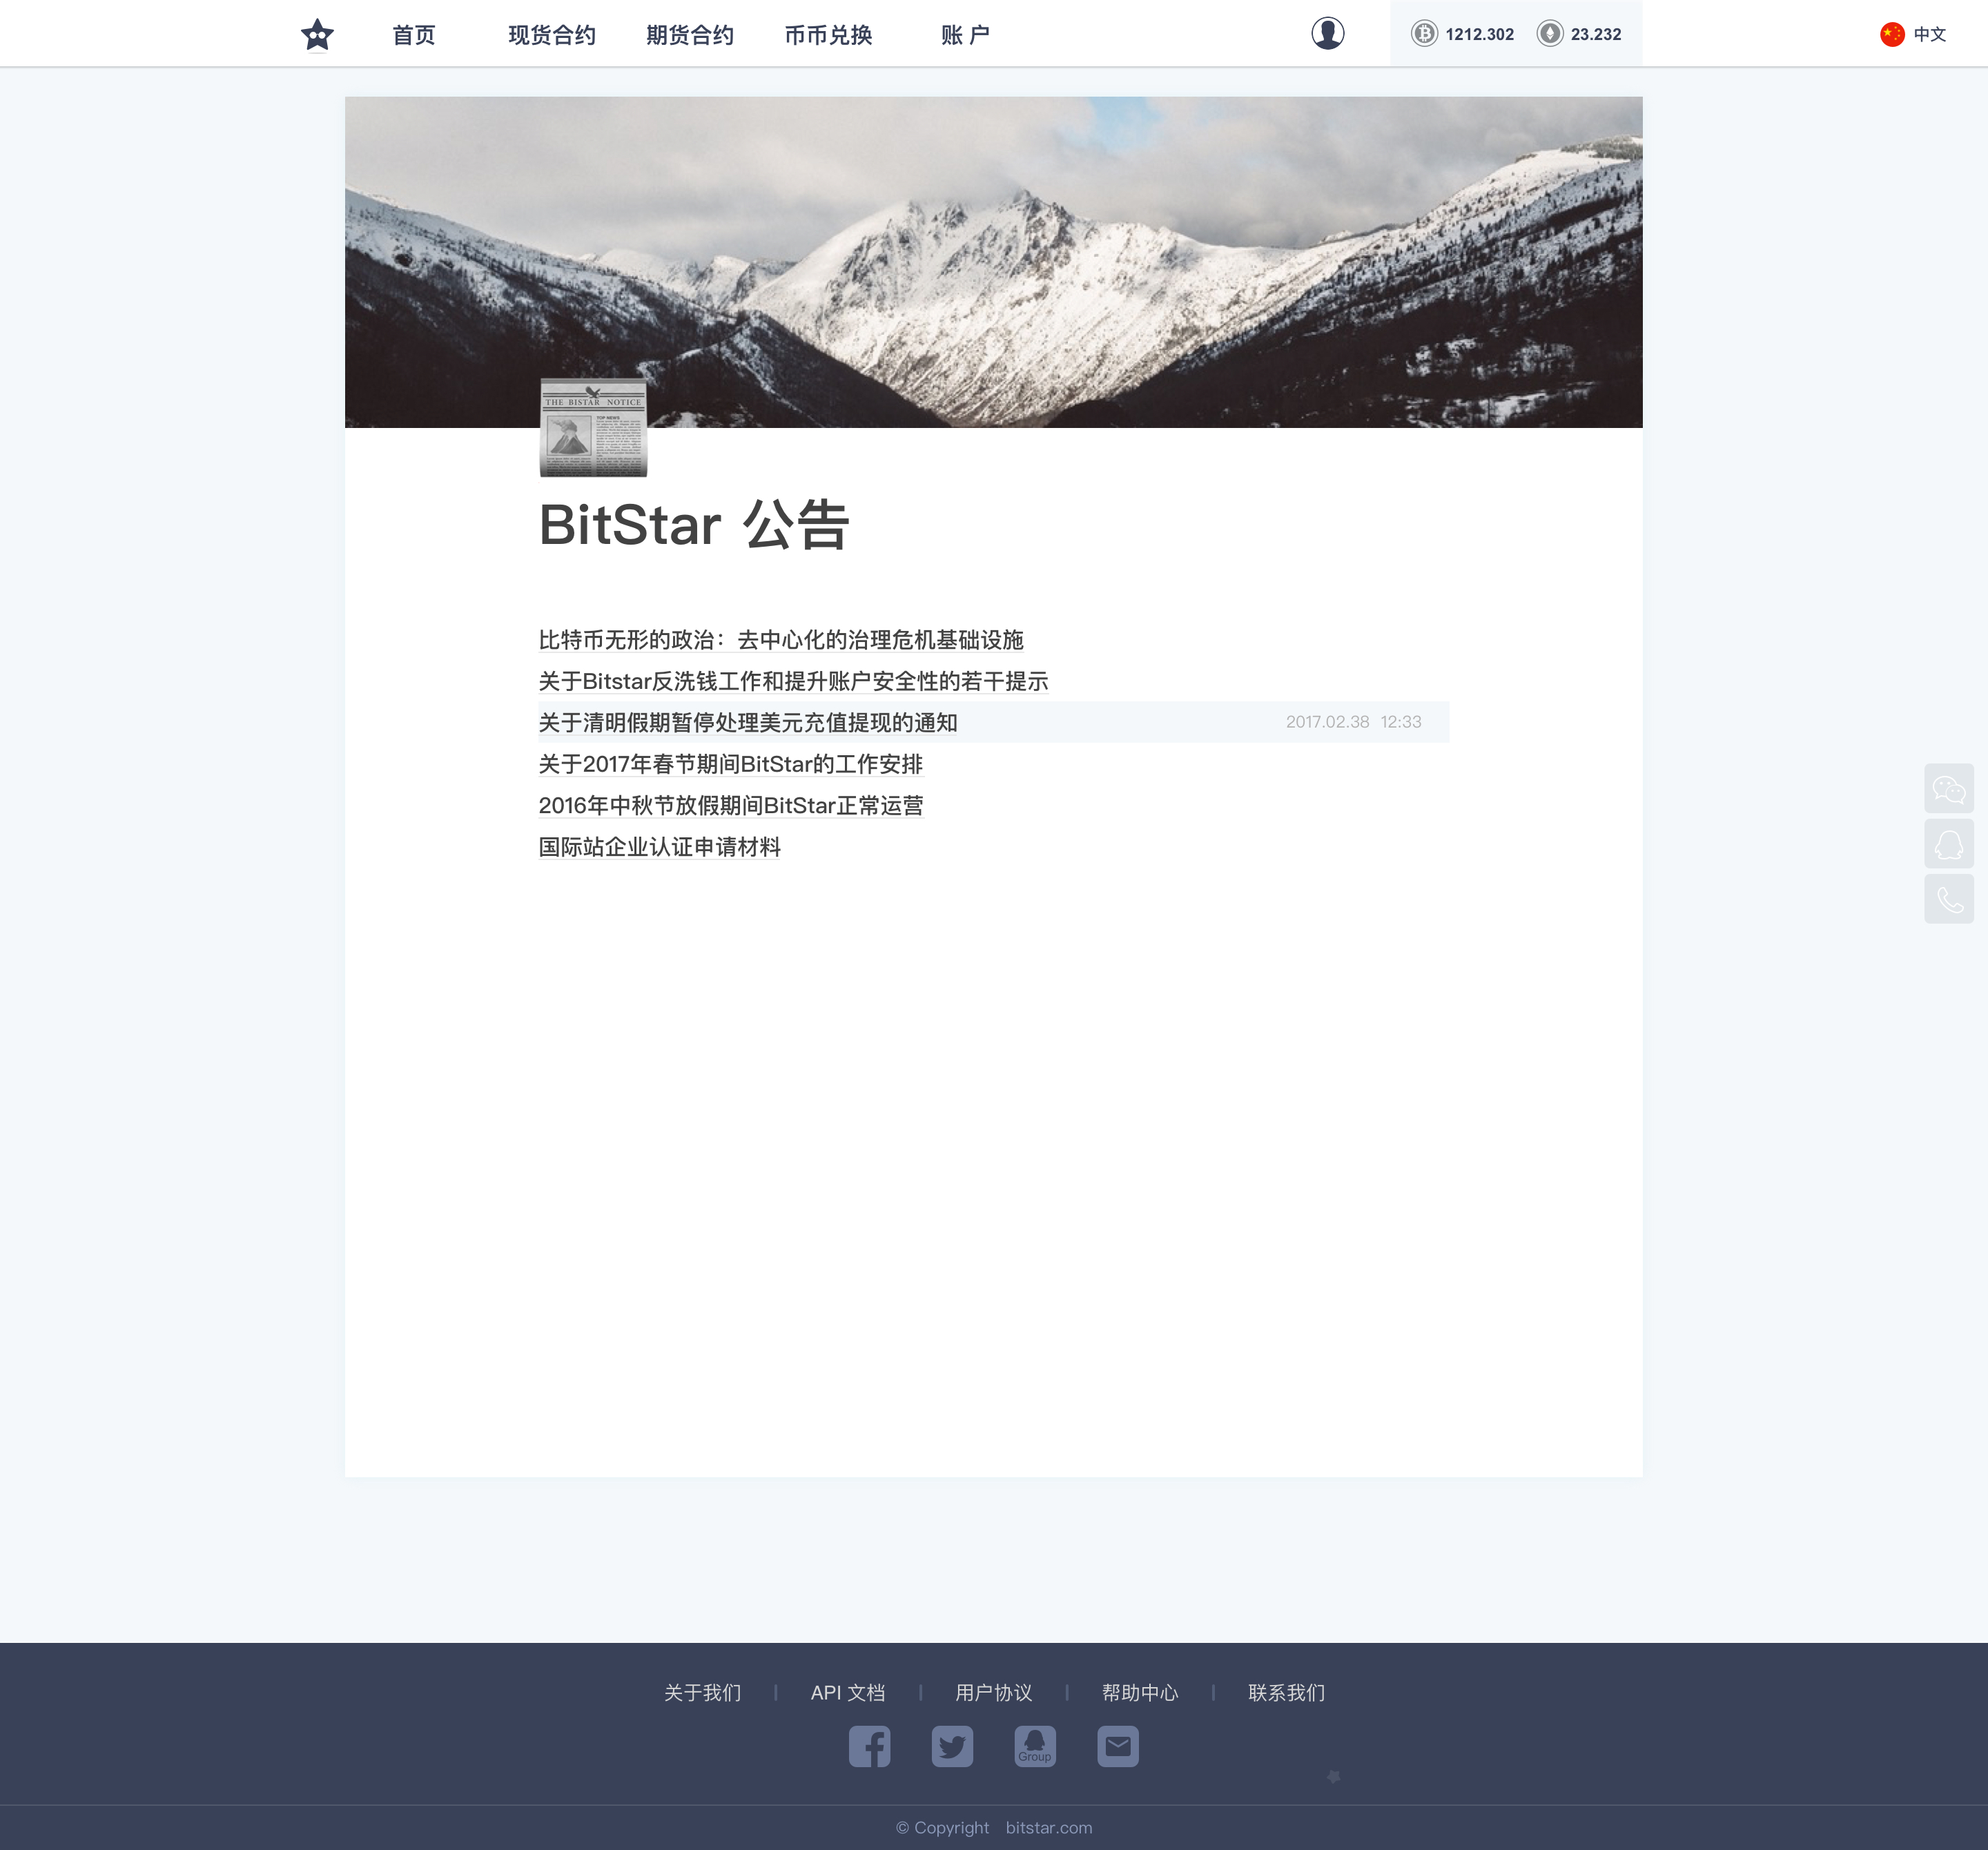 首页 现货合约 期货合约 币币兑换 账 户 1212.302 23.232 中文
THE BISTAR NOTICE
TOP NEWS
BitStar 公告
比特币无形的政治：去中心化的治理危机基础设施
关于Bitstar反洗钱工作和提升账户安全性的若干提示
关于清明假期暂停处理美元充值提现的通知 2017.02.38 12:33
关于2017年春节期间BitStar的工作安排
2016年中秋节放假期间BitStar正常运营
国际站企业认证申请材料
关于我们 | API 文档 | 用户协议 | 帮助中心 | 联系我们
Group
© Copyright bitstar.com